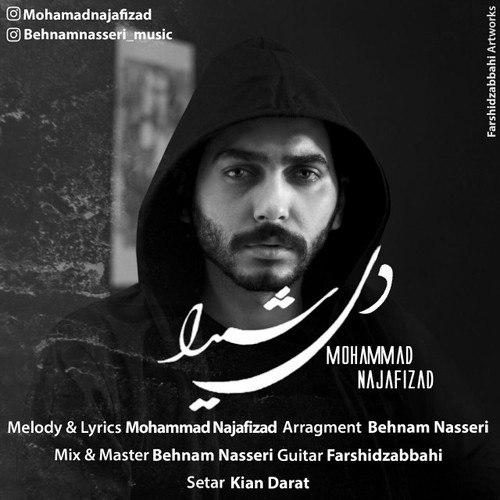 Mohamadnajafizad
Behnamnasseri_music
Farshidzabbahi Artworks
دل شیدا
MOHAMMAD
NAJAFIZAD
Melody & Lyrics Mohammad Najafizad Arragment Behnam Nasseri
Mix & Master Behnam Nasseri Guitar Farshidzabbahi
Setar Kian Darat